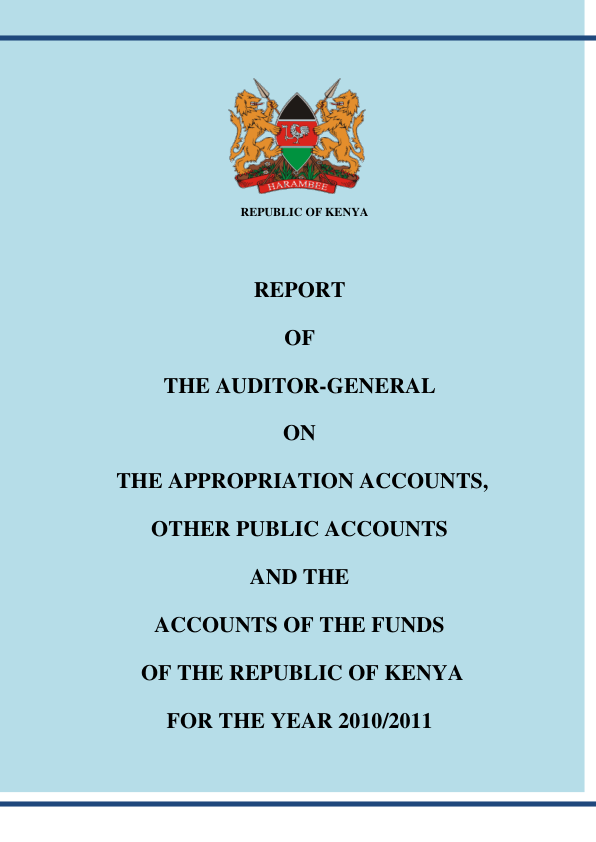 HARAMBEE
REPUBLIC OF KENYA
REPORT
OF
THE AUDITOR-GENERAL
ON
THE APPROPRIATION ACCOUNTS,
OTHER PUBLIC ACCOUNTS
AND THE
ACCOUNTS OF THE FUNDS
OF THE REPUBLIC OF KENYA
FOR THE YEAR 2010/2011